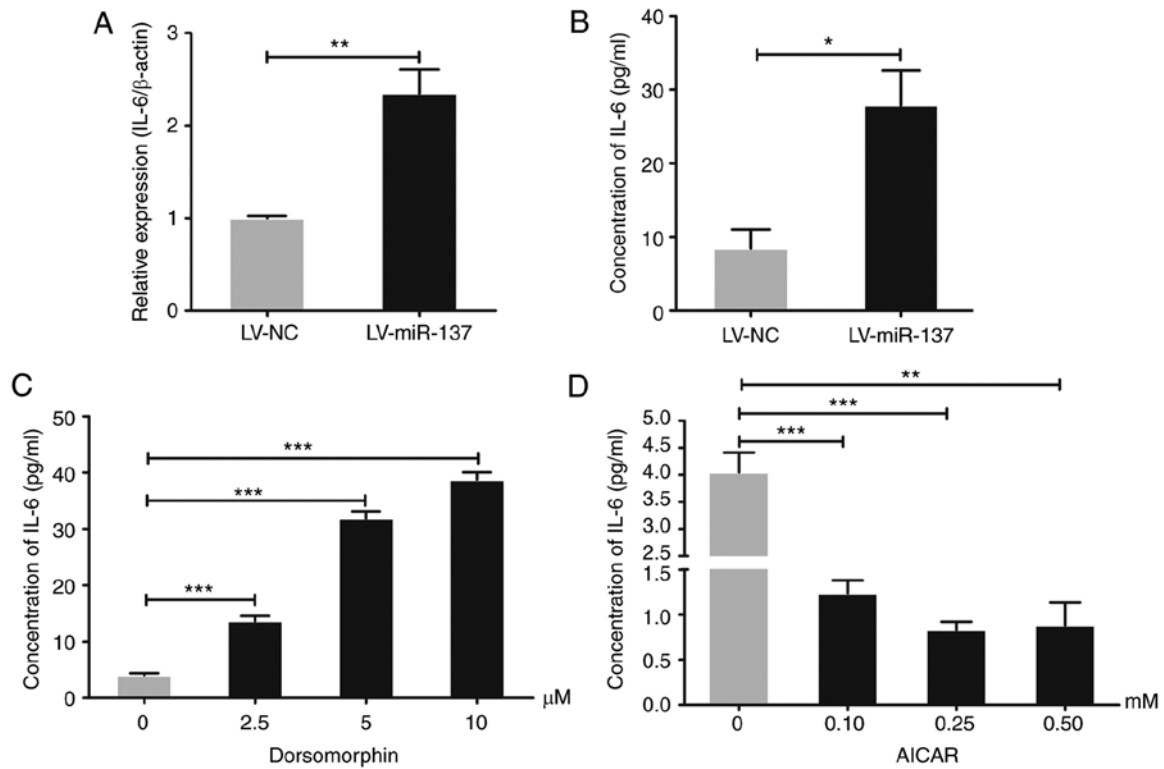 A
Relative expression (IL-6/β-actin)
3
2
1
0
**
LV-NC
LV-miR-137
B
Concentration of IL-6 (pg/ml)
40
30
20
10
0
*
LV-NC
LV-miR-137
C
Concentration of IL-6 (pg/ml)
50
40
30
20
10
0
***
***
***
0
2.5
5
10
μM
Dorsomorphin
D
Concentration of IL-6 (pg/ml)
5.0
4.5
4.0
3.5
3.0
2.5
1.5
1.0
0.5
0.0
**
***
***
0
0.10
0.25
0.50
mM
AICAR